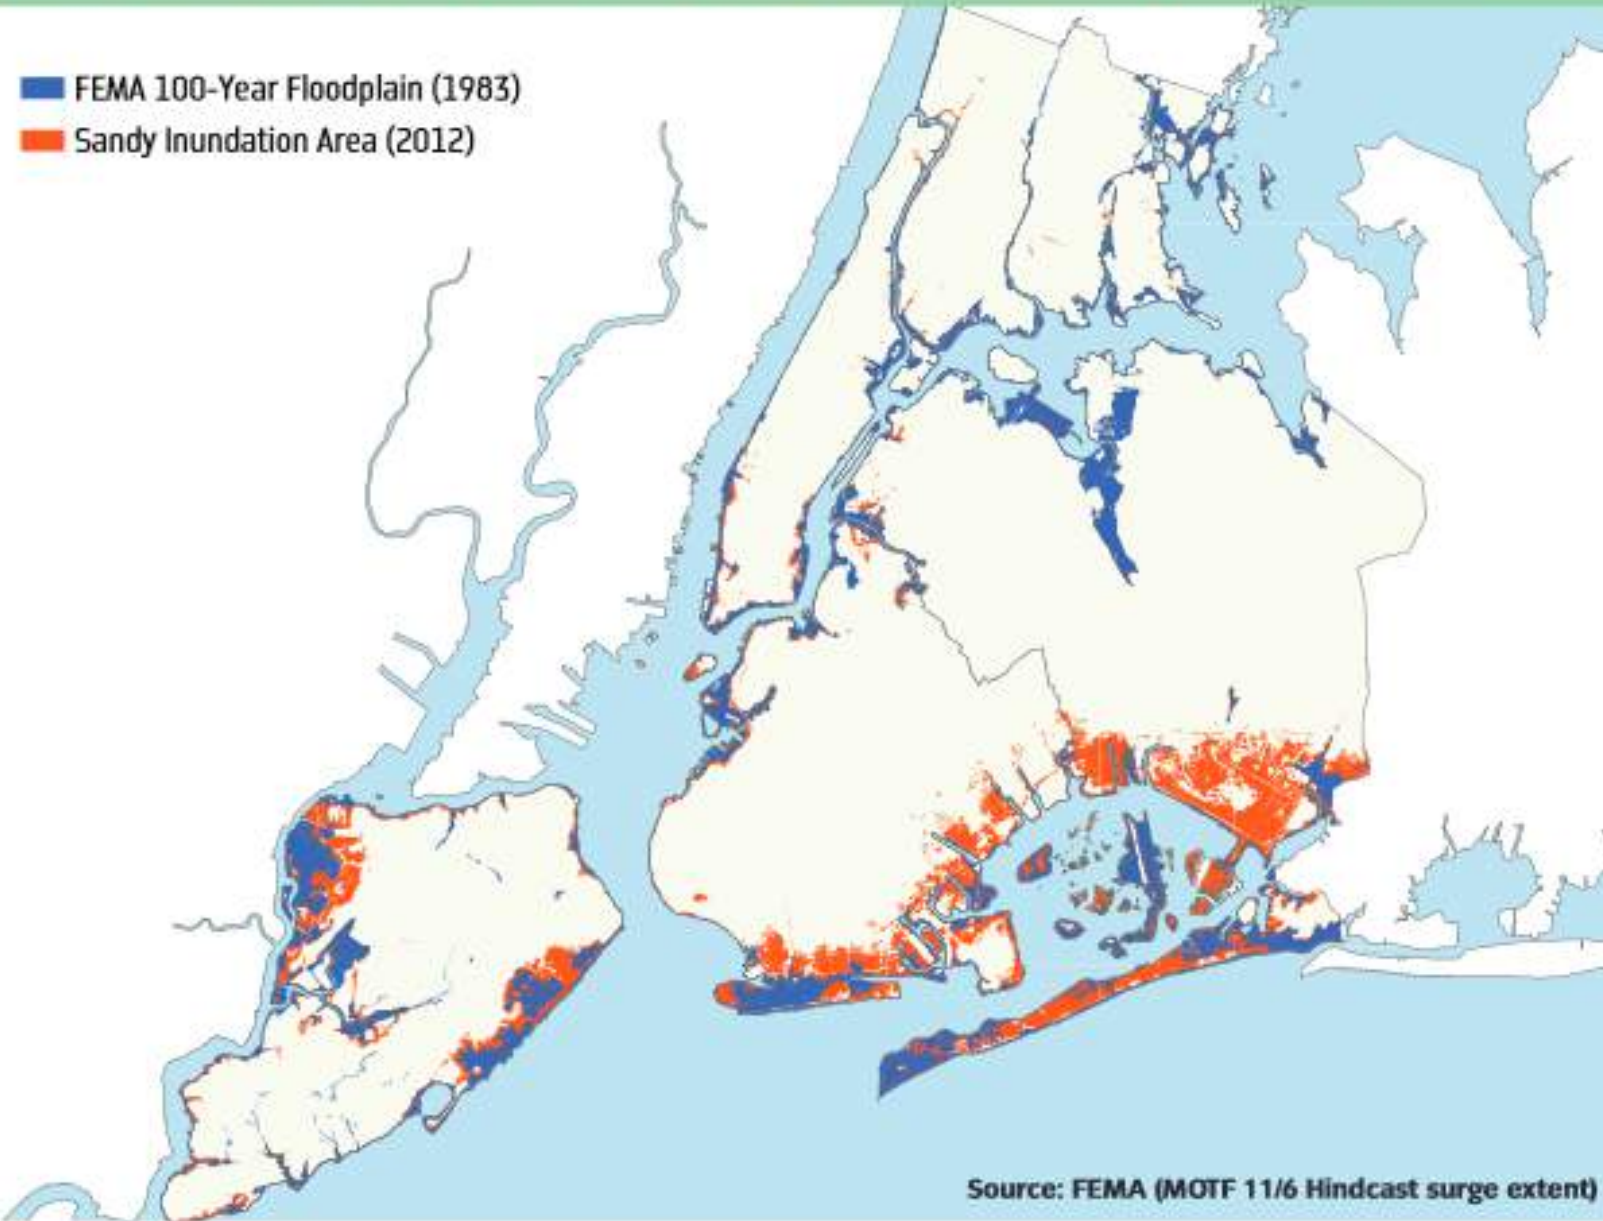 FEMA 100-Year Floodplain (1983)
Sandy Inundation Area (2012)
Source: FEMA (MOTF 11/6 Hindcast surge extent)